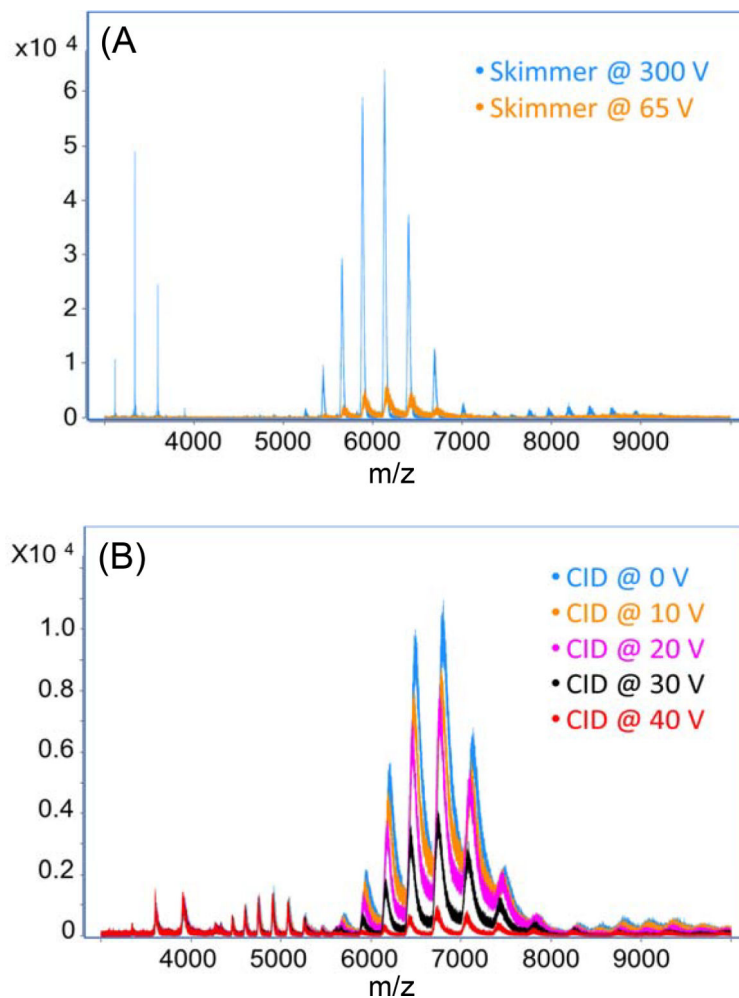 (A
x10 4
• Skimmer @ 300 V
• Skimmer @ 65 V
6
5
4
3
2
1
0
4000 5000 6000 7000 8000 9000
m/z
(B)
X10 4
• CID @ 0 V
• CID @ 10 V
• CID @ 20 V
• CID @ 30 V
• CID @ 40 V
1.0
0.8
0.6
0.4
0.2
0
4000 5000 6000 7000 8000 9000
m/z